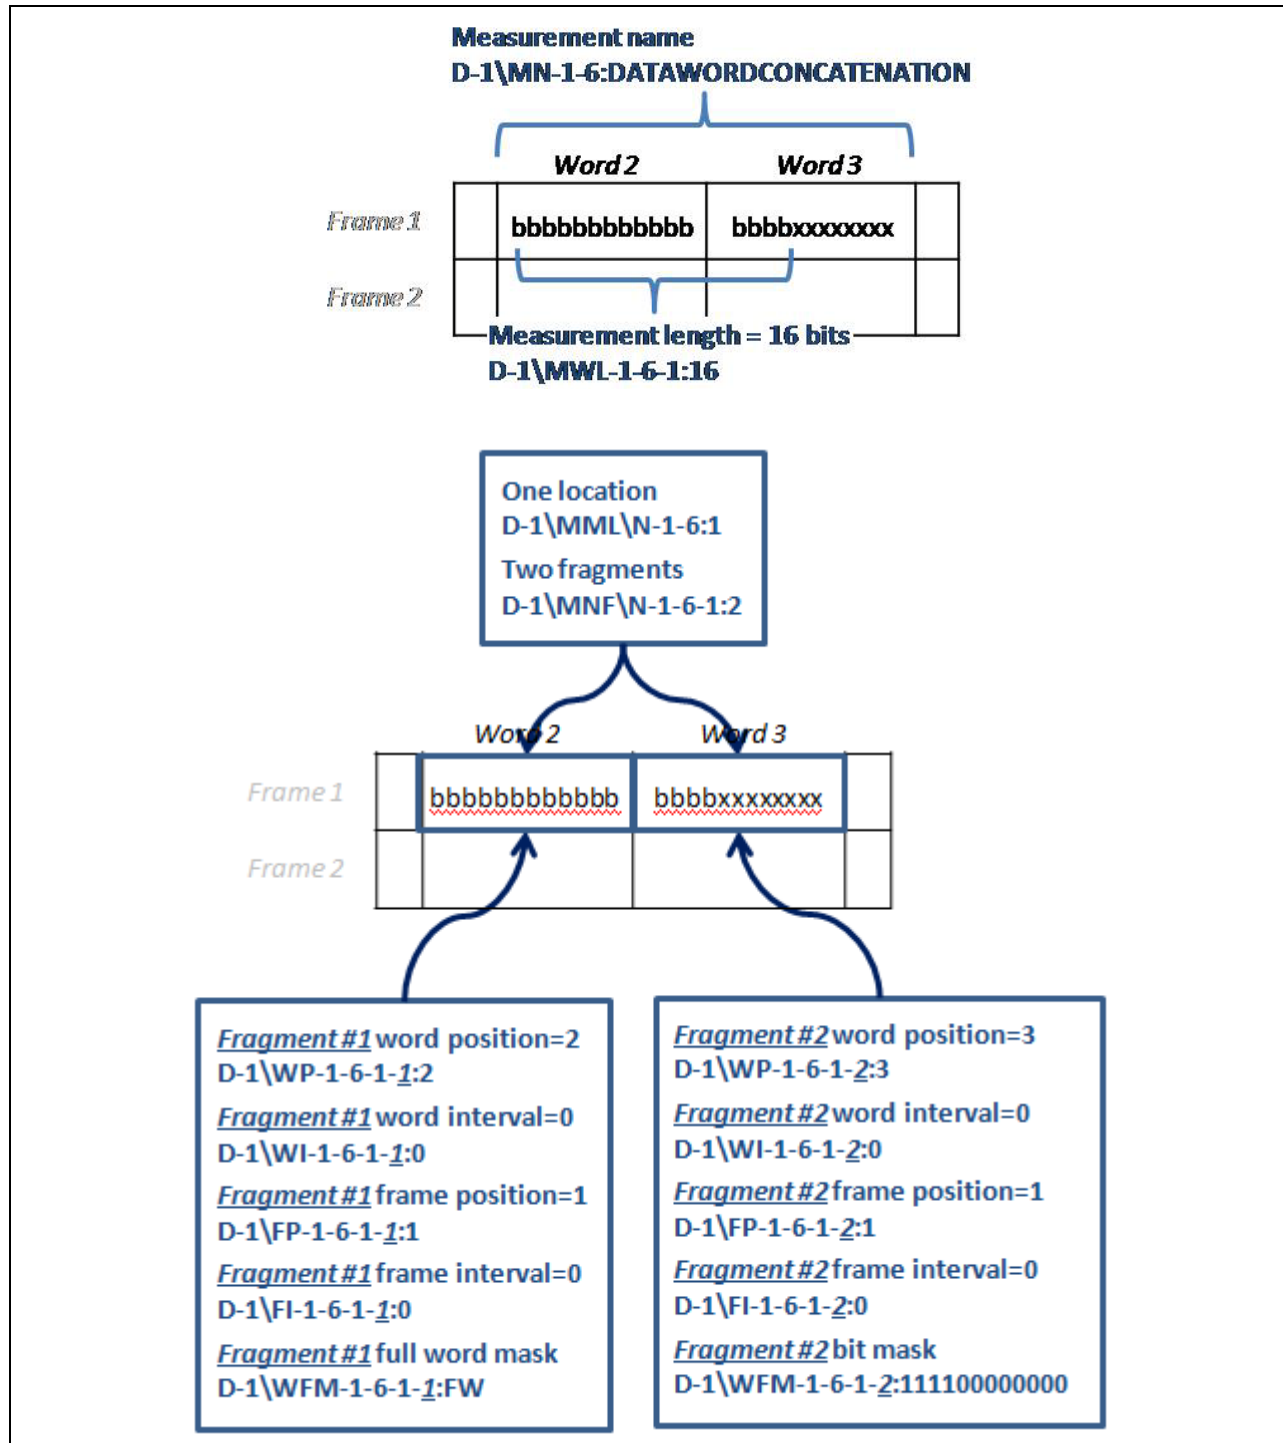 Measurement name
D-1\MN-1-6:DATAWORDCONCATENATION
Word 2 Word 3
Frame 1 bbbbbbbbbbbb bbbbxxxxxxxx
Frame 2
Measurement length = 16 bits
D-1\MWL-1-6-1:16
One location
D-1\MML\N-1-6:1
Two fragments
D-1\MNF\N-1-6-1:2
Word 2 Word 3
Frame 1 bbbbbbbbbbbb bbbbxxxxxxxx
Frame 2
Fragment #1 word position=2
D-1\WP-1-6-1-1:2
Fragment #1 word interval=0
D-1\WI-1-6-1-1:0
Fragment #1 frame position=1
D-1\FP-1-6-1-1:1
Fragment #1 frame interval=0
D-1\FI-1-6-1-1:0
Fragment #1 full word mask
D-1\WFM-1-6-1-1:FW
Fragment #2 word position=3
D-1\WP-1-6-1-2:3
Fragment #2 word interval=0
D-1\WI-1-6-1-2:0
Fragment #2 frame position=1
D-1\FP-1-6-1-2:1
Fragment #2 frame interval=0
D-1\FI-1-6-1-2:0
Fragment #2 bit mask
D-1\WFM-1-6-1-2:111100000000